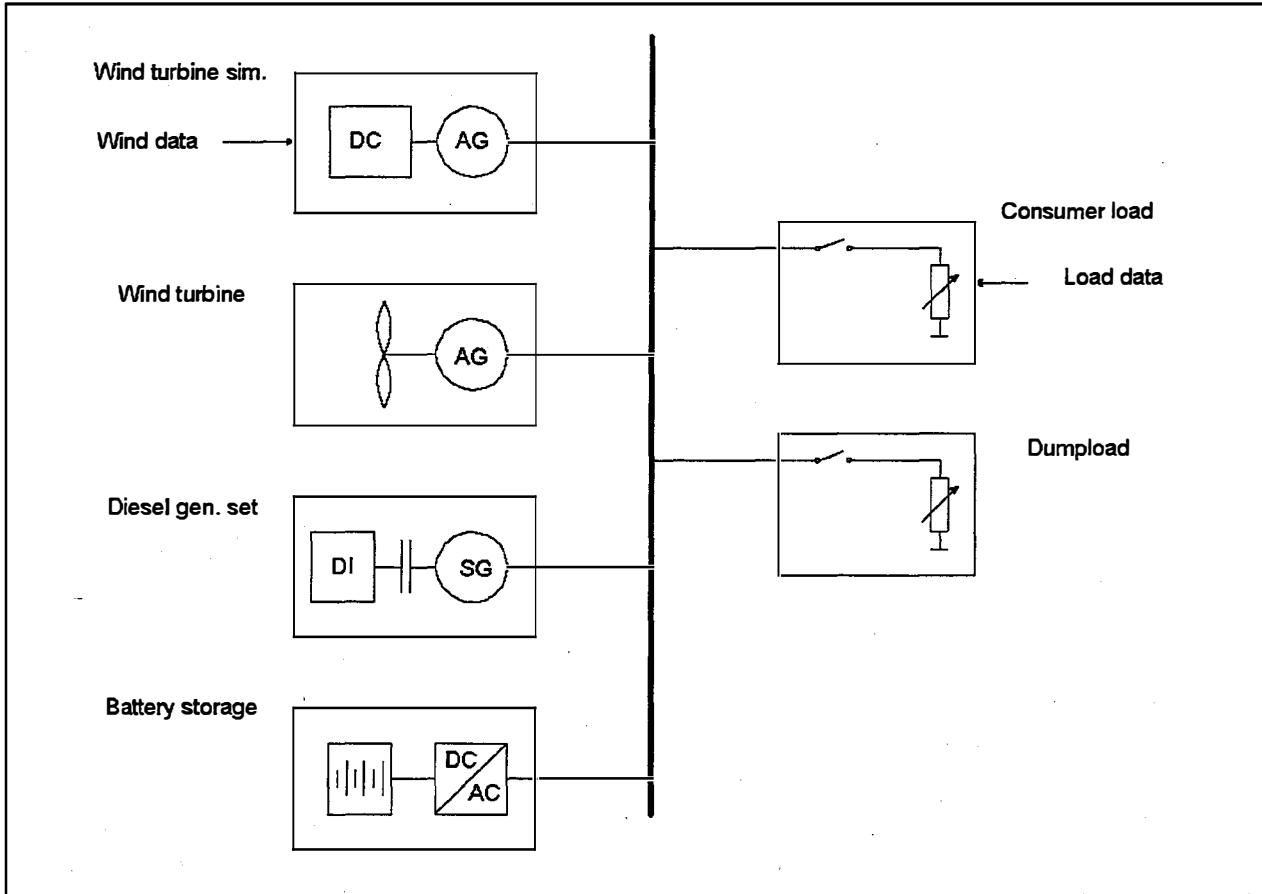 Wind turbine sim.
Wind data
DC
AG
Consumer load
Load data
Wind turbine
AG
Dumpload
Diesel gen. set
DI
SG
Battery storage
DC
AC